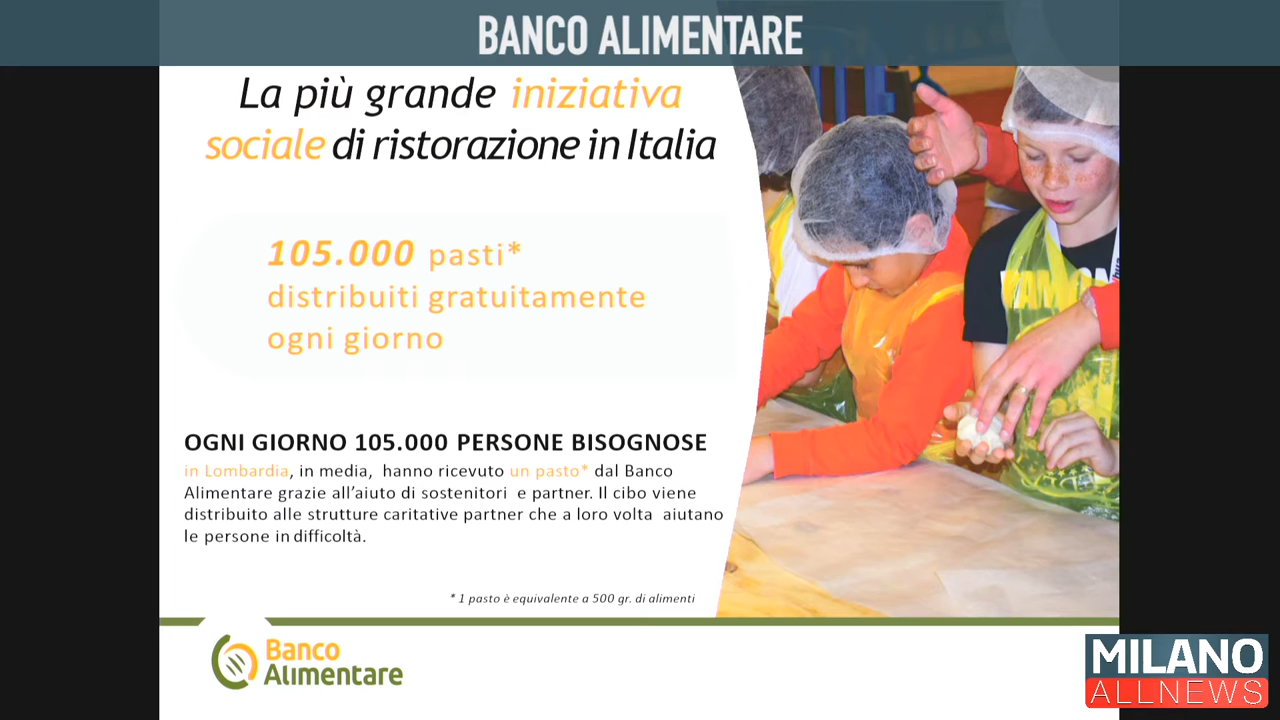 BANCO ALIMENTARE
La più grande iniziativa
sociale di ristorazione in Italia
105.000 pasti*
distribuiti gratuitamente
ogni giorno
OGNI GIORNO 105.000 PERSONE BISOGNOSE
in Lombardia, in media, hanno ricevuto un pasto* dal Banco
Alimentare grazie all'aiuto di sostenitori e partner. Il cibo viene
distribuito alle strutture caritative partner che a loro volta aiutano
le persone in difficoltà.
* 1 pasto è equivalente a 500 gr. di alimenti
Banco
Alimentare
MILANO
ALLNEWS